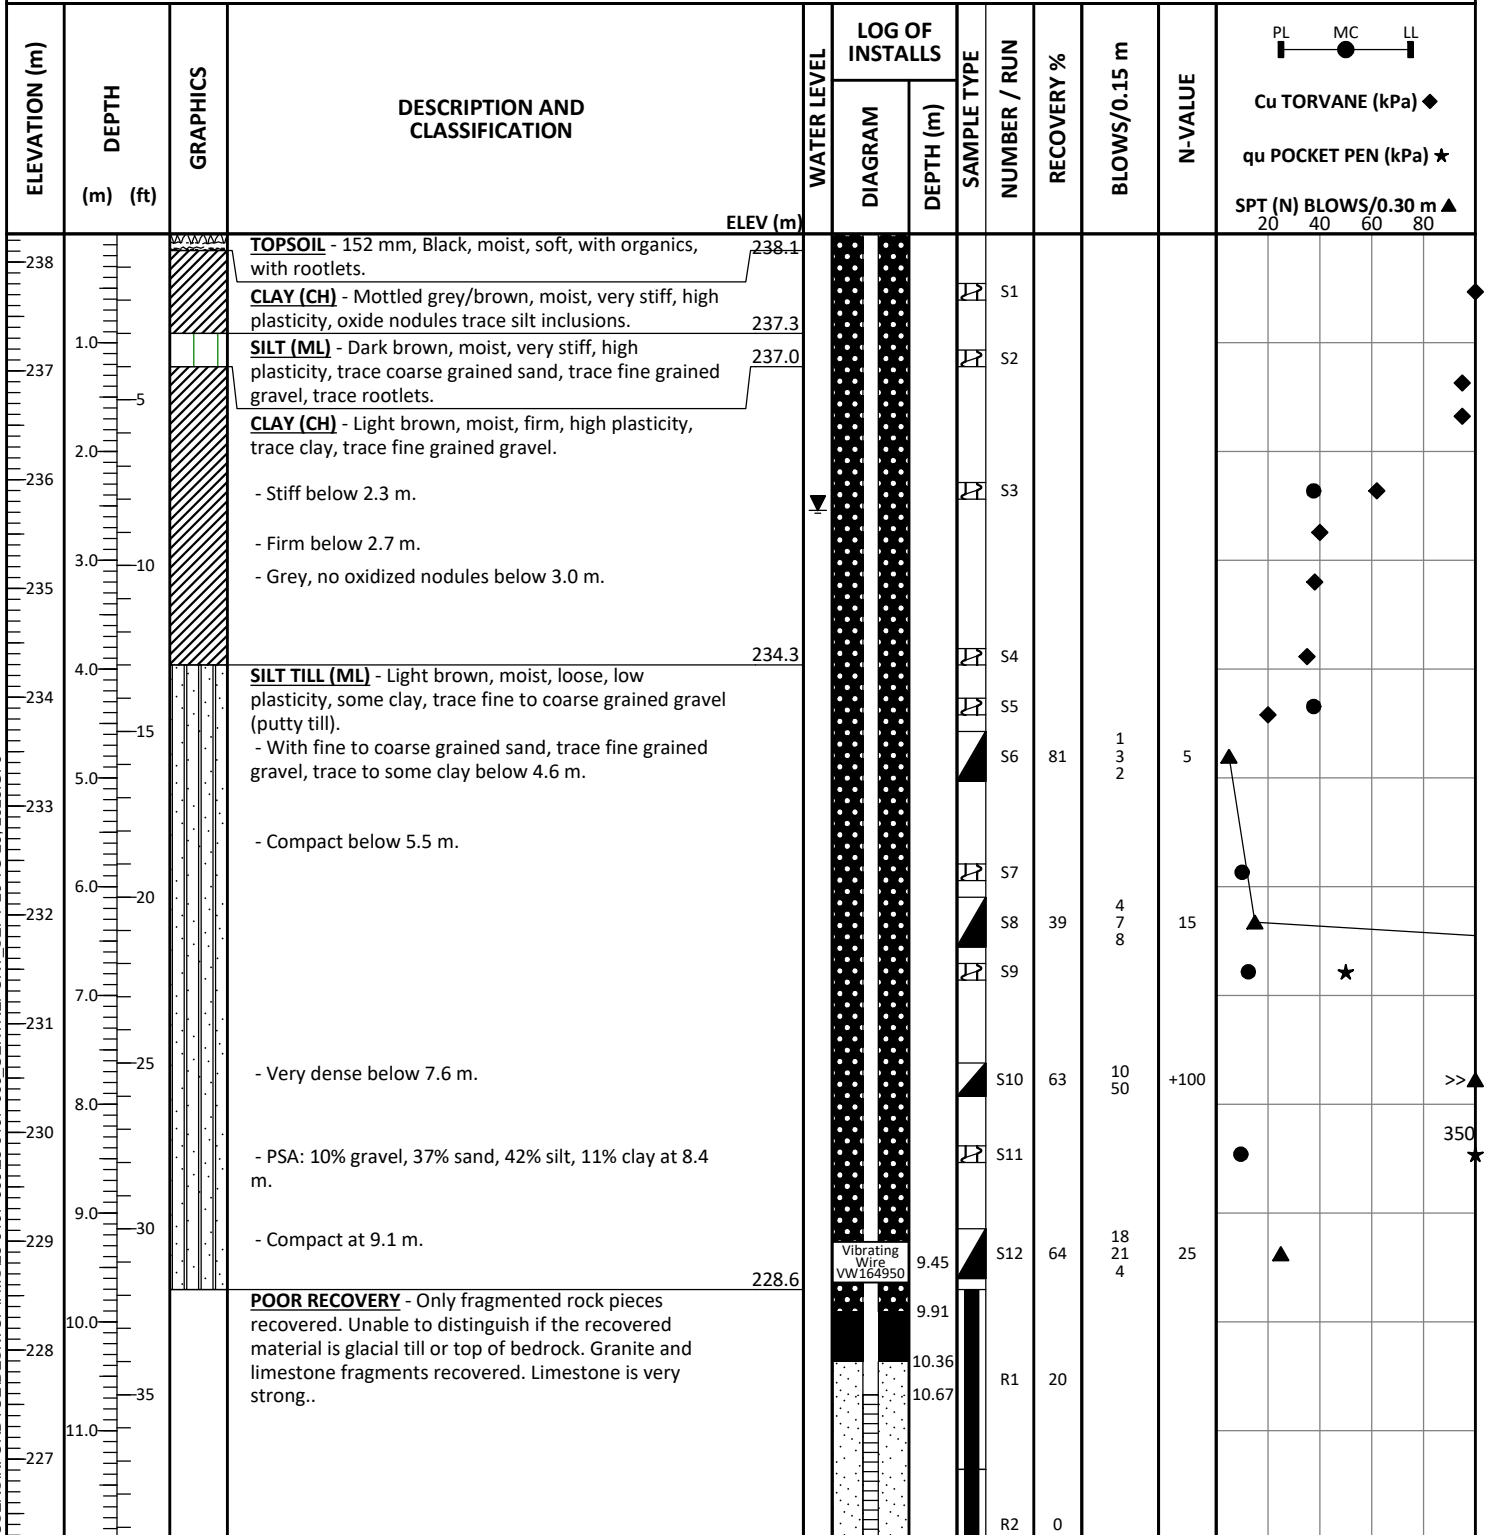 ELEVATION (m)
DEPTH
(m) (ft)
GRAPHICS
DESCRIPTION AND
CLASSIFICATION
ELEV (m)
WATER LEVEL
LOG OF
INSTALLS
DIAGRAM
DEPTH (m)
SAMPLE TYPE
NUMBER / RUN
RECOVERY %
BLOWS/0.15 m
N-VALUE
PL MC LL
Cu TORVANE (kPa)
qu POCKET PEN (kPa)
SPT (N) BLOWS/0.30 m
20 40 60 80
TOPSOIL - 152 mm, Black, moist, soft, with organics,
with rootlets.
238.1
238
CLAY (CH) - Mottled grey/brown, moist, very stiff, high
plasticity, oxide nodules trace silt inclusions.
237.3
S1
1.0
SILT (ML) - Dark brown, moist, very stiff, high
plasticity, trace coarse grained sand, trace fine grained
gravel, trace rootlets.
237.0
S2
237
5
CLAY (CH) - Light brown, moist, firm, high plasticity,
trace clay, trace fine grained gravel.
2.0
236
- Stiff below 2.3 m.
S3
- Firm below 2.7 m.
3.0
10
- Grey, no oxidized nodules below 3.0 m.
235
234.3
S4
4.0
SILT TILL (ML) - Light brown, moist, loose, low
plasticity, some clay, trace fine to coarse grained gravel
(putty till).
234
S5
15
- With fine to coarse grained sand, trace fine grained
gravel, trace to some clay below 4.6 m.
S6 81
1
3
2
5
5.0
233
- Compact below 5.5 m.
S7
6.0
20
232
S8 39
4
7
8
15
S9
7.0
231
25
- Very dense below 7.6 m.
S10 63
10
50
+100
>>
8.0
230
350
- PSA: 10% gravel, 37% sand, 42% silt, 11% clay at 8.4
m.
S11
9.0
30
229
- Compact at 9.1 m.
Vibrating
Wire
VW164950
9.45
S12 64
18
21
4
25
228.6
POOR RECOVERY - Only fragmented rock pieces
recovered. Unable to distinguish if the recovered
material is glacial till or top of bedrock. Granite and
limestone fragments recovered. Limestone is very
strong..
9.91
10.0
228
10.36
10.67
R1 20
35
11.0
227
R2 0